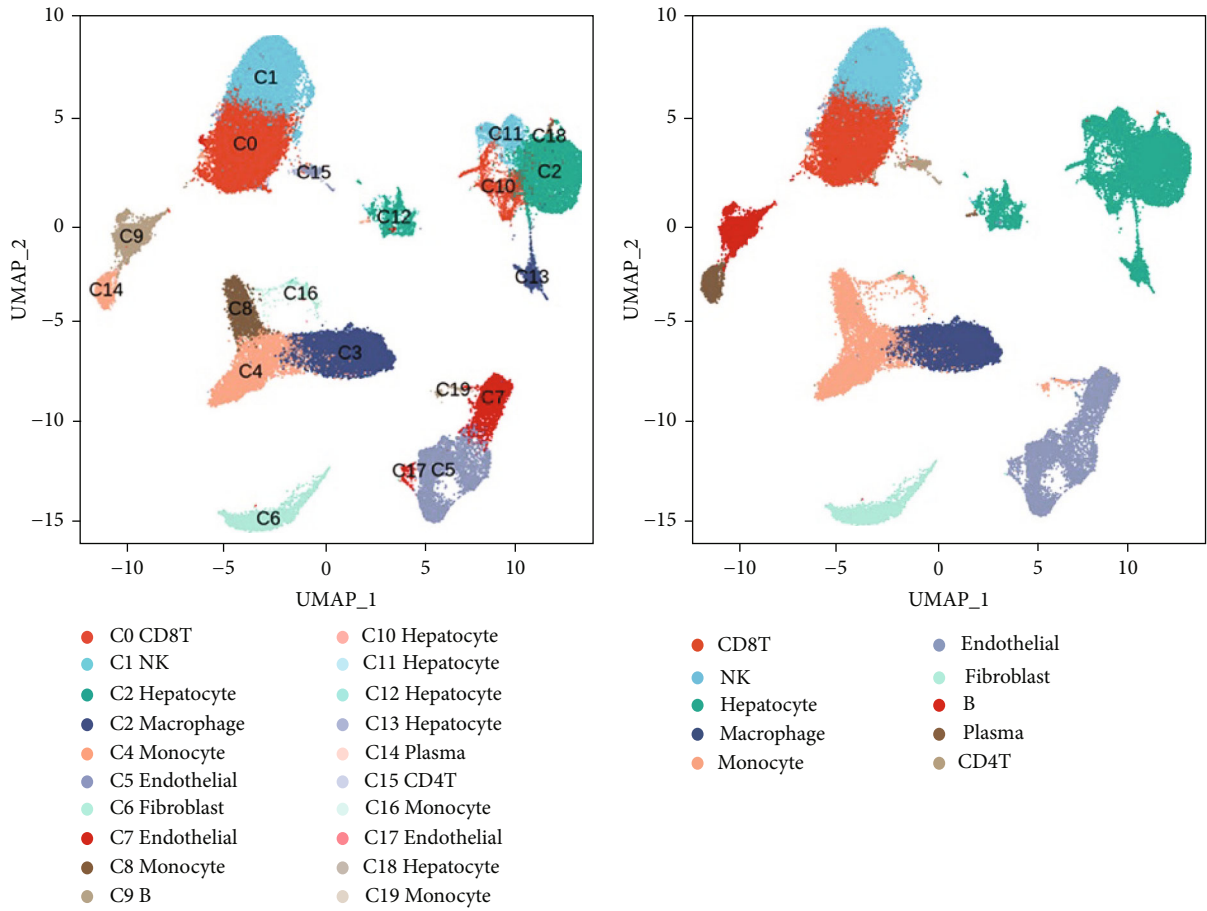 10
5
0
−5
−10
−15
UMAP_2
C1
C0
C15
C11
C18
C2
C10
C12
C13
C9
C14
C16
C8
C3
C4
C19
C7
C17
C5
C6
−10
−5
0
5
10
UMAP_1
C0 CD8T
C1 NK
C2 Hepatocyte
C2 Macrophage
C4 Monocyte
C5 Endothelial
C6 Fibroblast
C7 Endothelial
C8 Monocyte
C9 B
C10 Hepatocyte
C11 Hepatocyte
C12 Hepatocyte
C13 Hepatocyte
C14 Plasma
C15 CD4T
C16 Monocyte
C17 Endothelial
C18 Hepatocyte
C19 Monocyte
10
5
0
−5
−10
−15
UMAP_2
−10
−5
0
5
10
UMAP_1
CD8T
NK
Hepatocyte
Macrophage
Monocyte
Endothelial
Fibroblast
B
Plasma
CD4T